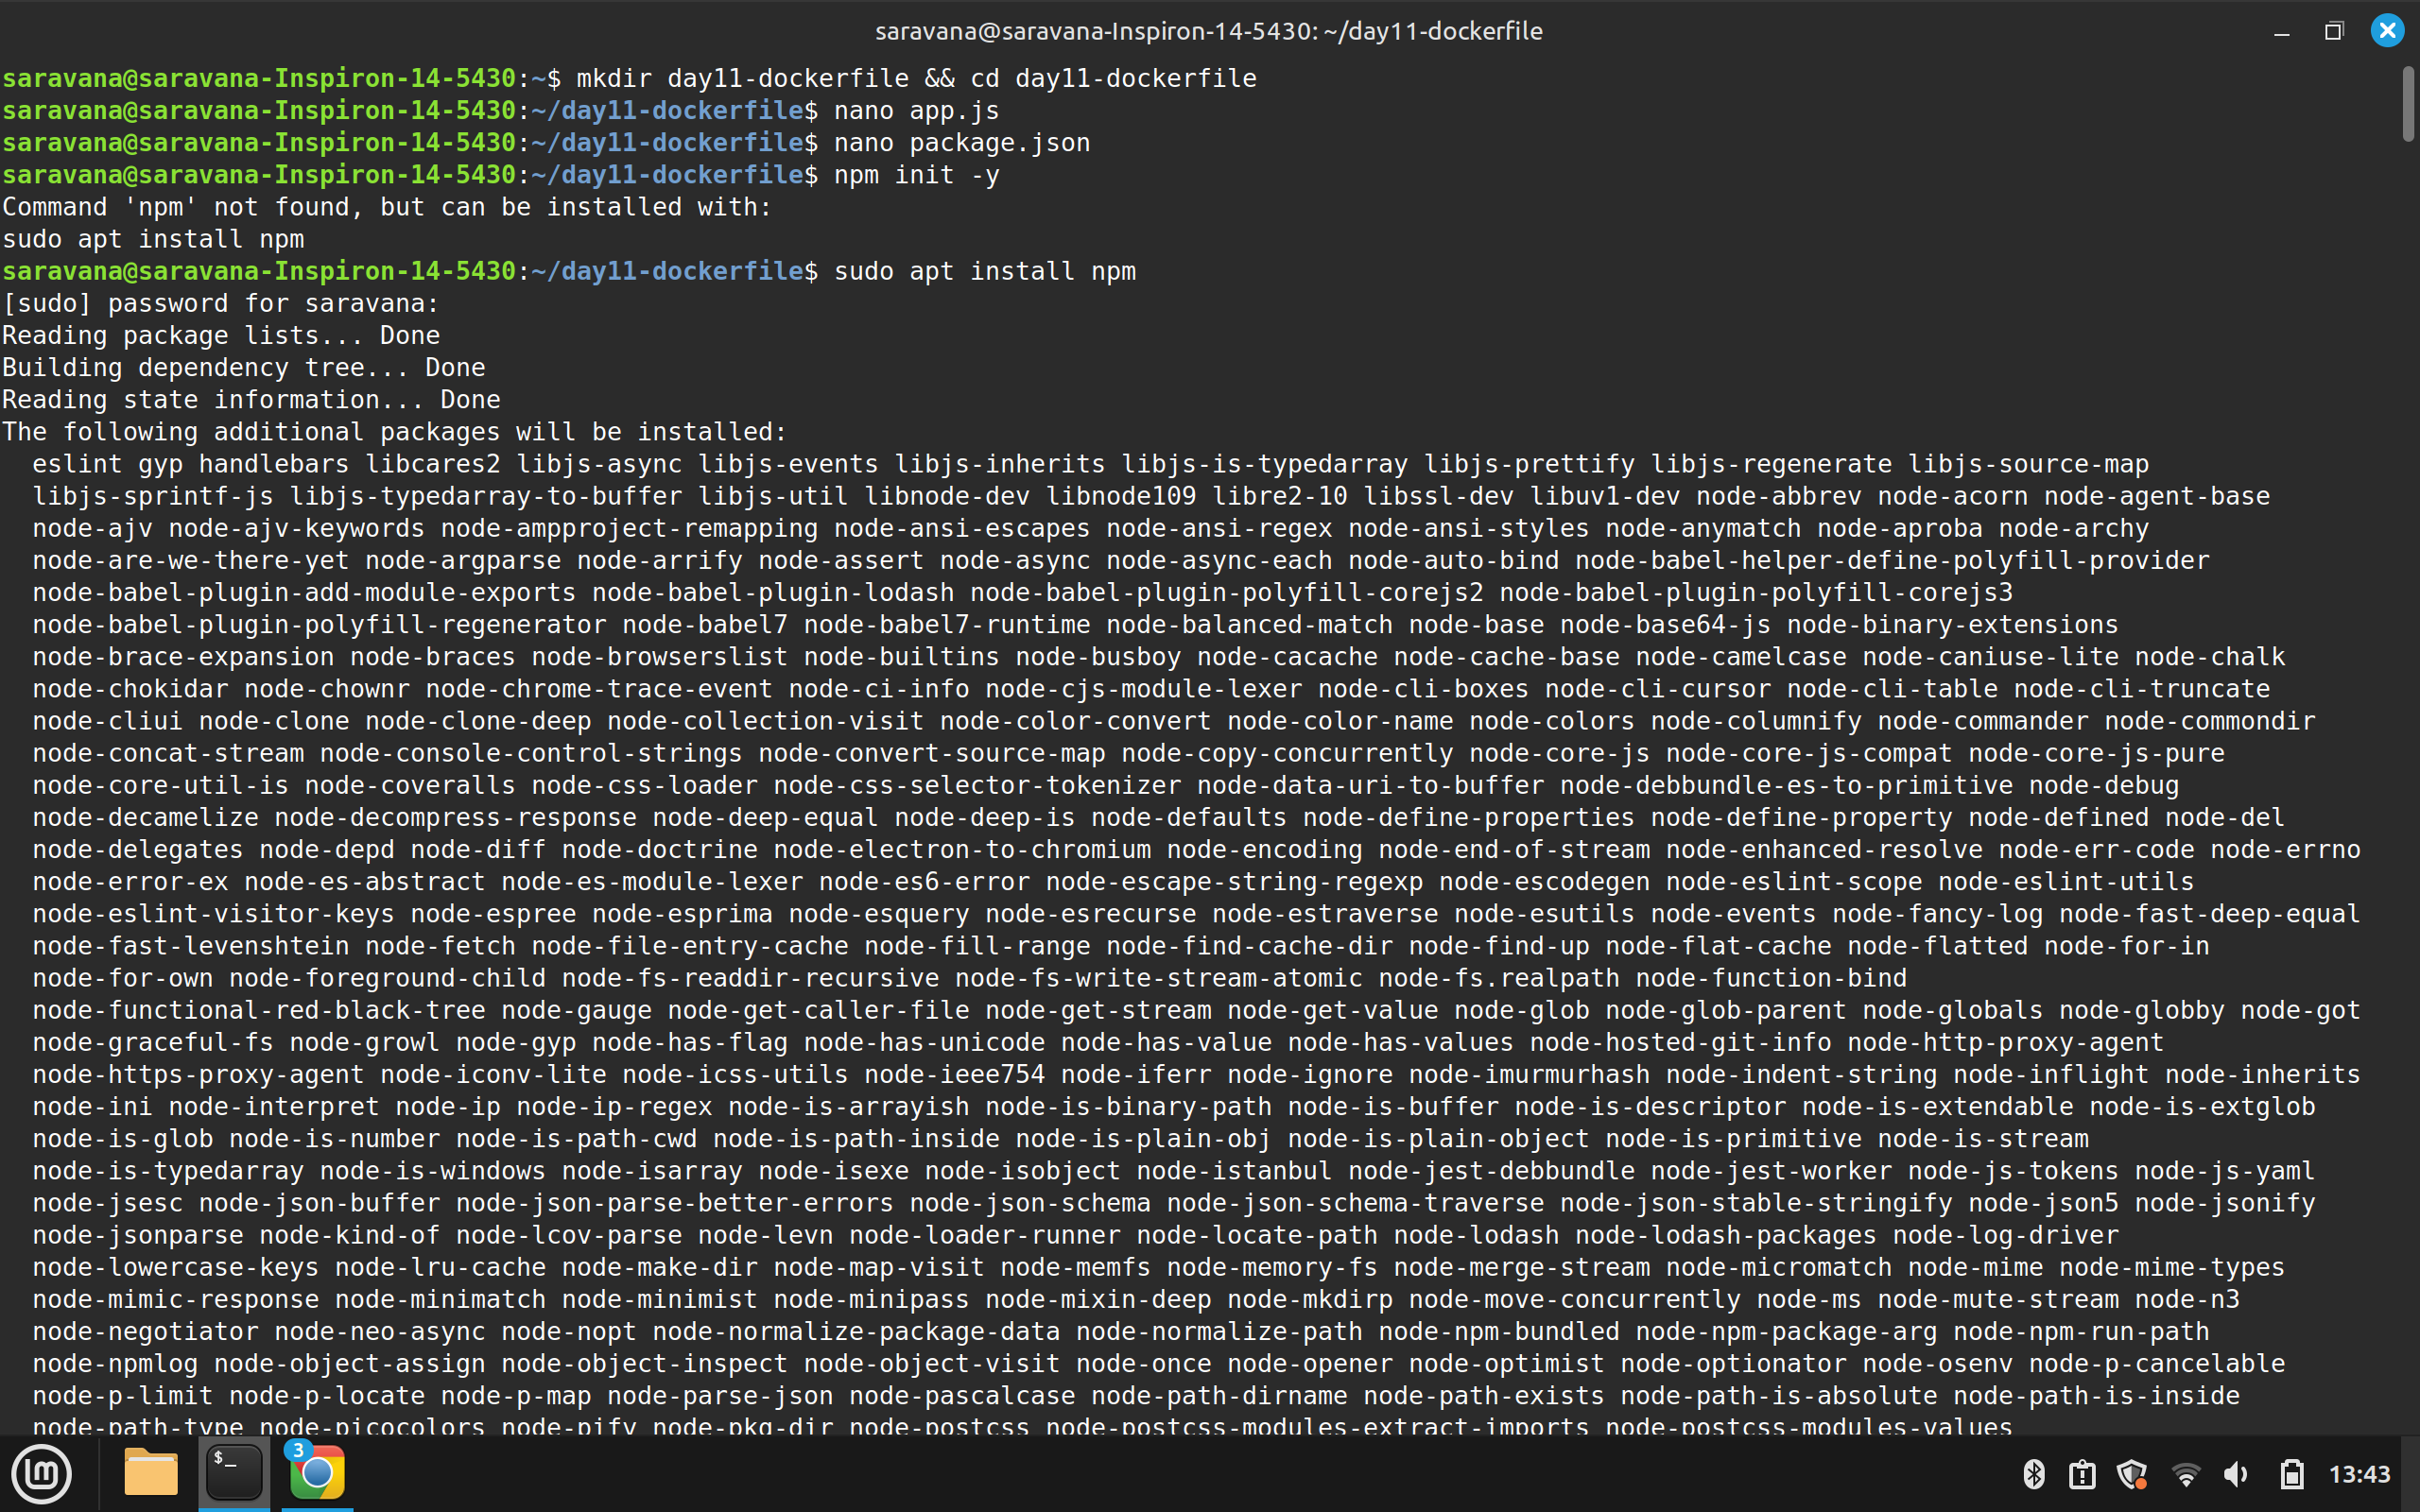 saravana@saravana-Inspiron-14-5430: ~/day11-dockerfile
saravana@saravana-Inspiron-14-5430:~$ mkdir day11-dockerfile && cd day11-dockerfile
saravana@saravana-Inspiron-14-5430:~/day11-dockerfile$ nano app.js
saravana@saravana-Inspiron-14-5430:~/day11-dockerfile$ nano package.json
saravana@saravana-Inspiron-14-5430:~/day11-dockerfile$ npm init -y
Command 'npm' not found, but can be installed with:
sudo apt install npm
saravana@saravana-Inspiron-14-5430:~/day11-dockerfile$ sudo apt install npm
[sudo] password for saravana:
Reading package lists... Done
Building dependency tree... Done
Reading state information... Done
The following additional packages will be installed:
  eslint gyp handlebars libcares2 libjs-async libjs-events libjs-inherits libjs-is-typedarray libjs-prettify libjs-regenerate libjs-source-map
  libjs-sprintf-js libjs-typedarray-to-buffer libjs-util libnode-dev libnode109 libre2-10 libssl-dev libuv1-dev node-abbrev node-acorn node-agent-base
  node-ajv node-ajv-keywords node-ampproject-remapping node-ansi-escapes node-ansi-regex node-ansi-styles node-anymatch node-aproba node-archy
  node-are-we-there-yet node-argparse node-arrify node-assert node-async node-async-each node-auto-bind node-babel-helper-define-polyfill-provider
  node-babel-plugin-add-module-exports node-babel-plugin-lodash node-babel-plugin-polyfill-corejs2 node-babel-plugin-polyfill-corejs3
  node-babel-plugin-polyfill-regenerator node-babel7 node-babel7-runtime node-balanced-match node-base node-base64-js node-binary-extensions
  node-brace-expansion node-braces node-browserslist node-builtins node-busboy node-cacache node-cache-base node-camelcase node-caniuse-lite node-chalk
  node-chokidar node-chownr node-chrome-trace-event node-ci-info node-cjs-module-lexer node-cli-boxes node-cli-cursor node-cli-table node-cli-truncate
  node-cliui node-clone node-clone-deep node-collection-visit node-color-convert node-color-name node-colors node-columnify node-commander node-commondir
  node-concat-stream node-console-control-strings node-convert-source-map node-copy-concurrently node-core-js node-core-js-compat node-core-js-pure
  node-core-util-is node-coveralls node-css-loader node-css-selector-tokenizer node-data-uri-to-buffer node-debbundle-es-to-primitive node-debug
  node-decamelize node-decompress-response node-deep-equal node-deep-is node-defaults node-define-properties node-define-property node-defined node-del
  node-delegates node-depd node-diff node-doctrine node-electron-to-chromium node-encoding node-end-of-stream node-enhanced-resolve node-err-code node-errno
  node-error-ex node-es-abstract node-es-module-lexer node-es6-error node-escape-string-regexp node-escodegen node-eslint-scope node-eslint-utils
  node-eslint-visitor-keys node-espree node-esprima node-esquery node-esrecurse node-estraverse node-esutils node-events node-fancy-log node-fast-deep-equal
  node-fast-levenshtein node-fetch node-file-entry-cache node-fill-range node-find-cache-dir node-find-up node-flat-cache node-flatted node-for-in
  node-for-own node-foreground-child node-fs-readdir-recursive node-fs-write-stream-atomic node-fs.realpath node-function-bind
  node-functional-red-black-tree node-gauge node-get-caller-file node-get-stream node-get-value node-glob node-glob-parent node-globals node-globby node-got
  node-graceful-fs node-growl node-gyp node-has-flag node-has-unicode node-has-value node-has-values node-hosted-git-info node-http-proxy-agent
  node-https-proxy-agent node-iconv-lite node-icss-utils node-ieee754 node-iferr node-ignore node-imurmurhash node-indent-string node-inflight node-inherits
  node-ini node-interpret node-ip node-ip-regex node-is-arrayish node-is-binary-path node-is-buffer node-is-descriptor node-is-extendable node-is-extglob
  node-is-glob node-is-number node-is-path-cwd node-is-path-inside node-is-plain-obj node-is-plain-object node-is-primitive node-is-stream
  node-is-typedarray node-is-windows node-isarray node-isexe node-isobject node-istanbul node-jest-debbundle node-jest-worker node-js-tokens node-js-yaml
  node-jsesc node-json-buffer node-json-parse-better-errors node-json-schema node-json-schema-traverse node-json-stable-stringify node-json5 node-jsonify
  node-jsonparse node-kind-of node-lcov-parse node-levn node-loader-runner node-locate-path node-lodash node-lodash-packages node-log-driver
  node-lowercase-keys node-lru-cache node-make-dir node-map-visit node-memfs node-memory-fs node-merge-stream node-micromatch node-mime node-mime-types
  node-mimic-response node-minimatch node-minimist node-minipass node-mixin-deep node-mkdirp node-move-concurrently node-ms node-mute-stream node-n3
  node-negotiator node-neo-async node-nopt node-normalize-package-data node-normalize-path node-npm-bundled node-npm-package-arg node-npm-run-path
  node-npmlog node-object-assign node-object-inspect node-object-visit node-once node-opener node-optimist node-optionator node-osenv node-p-cancelable
  node-p-limit node-p-locate node-p-map node-parse-json node-pascalcase node-path-dirname node-path-exists node-path-is-absolute node-path-is-inside
  node-path-type node-picocolors node-pify node-pkg-dir node-postcss node-postcss-modules-extract-imports node-postcss-modules-values
$_
3
13:43